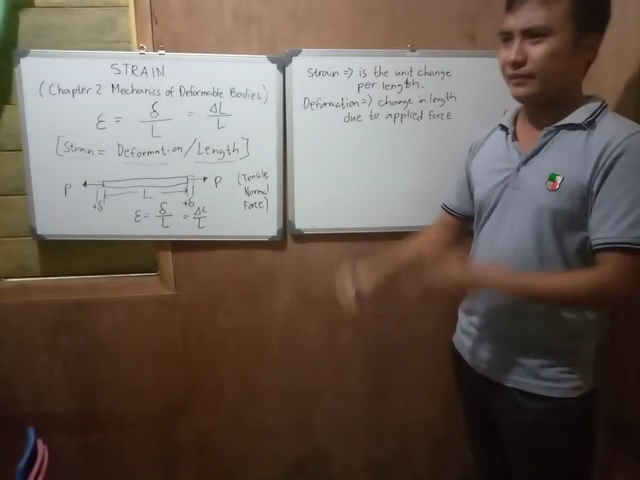 STRAIN
(Chapter 2 Mechanics of Deformable Bodies)
ε = δ/L = ΔL/L
[Strain = Deformation / Length]
P P (Tensile
L Normal
+δ +δ Force)
ε = δ/L = ΔL/L
Strain => is the unit change
per length.
Deformation => change in length
due to applied force